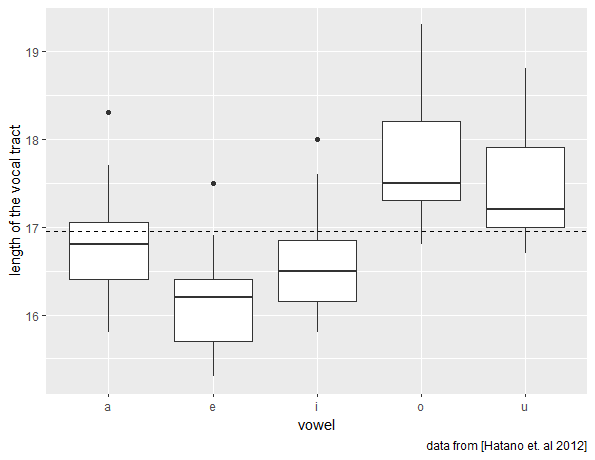 length of the vocal tract
19
18
17
16
a e i o u
vowel
data from [Hatano et. al 2012]